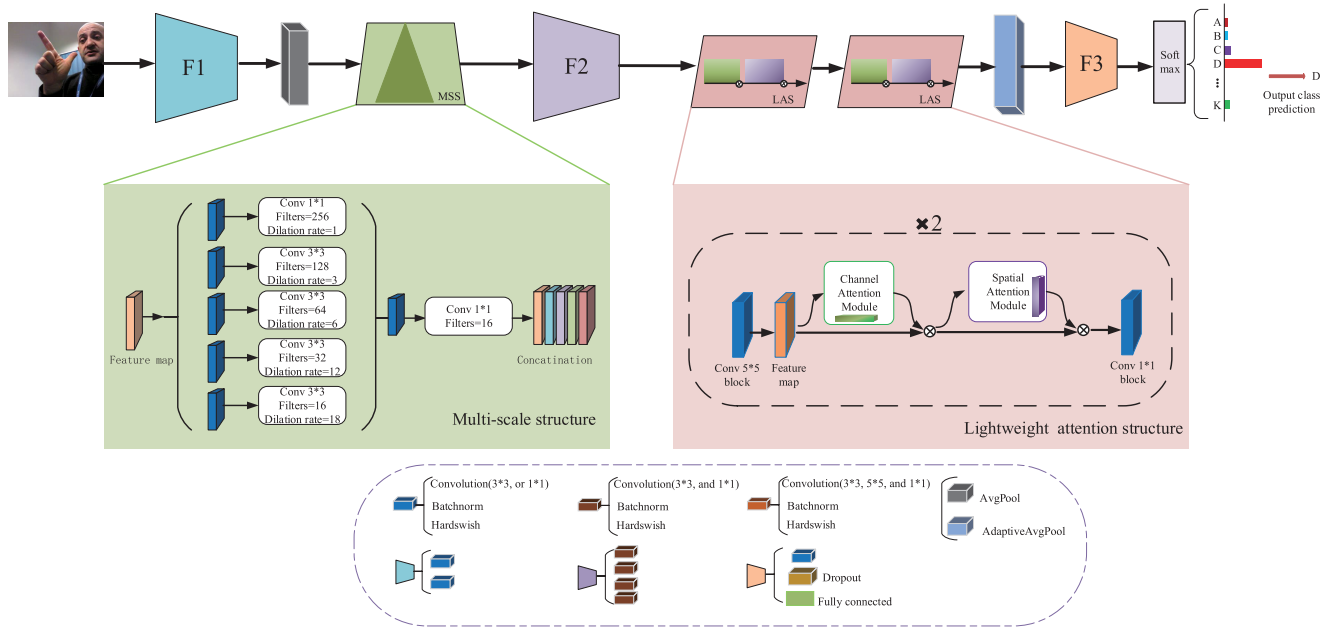 F1
MSS
F2
LAS
LAS
F3
Soft
max
A
B
C
D
K
D
Output class
prediction
Feature map
Conv 1*1
Filters=256
Dilation rate=1
Conv 3*3
Filters=128
Dilation rate=3
Conv 3*3
Filters=64
Dilation rate=6
Conv 3*3
Filters=32
Dilation rate=12
Conv 3*3
Filters=16
Dilation rate=18
Conv 1*1
Filters=16
Concatination
Multi-scale structure
×2
Channel
Attention
Module
Spatial
Attention
Module
Conv 5*5
block
Feature
map
Conv 1*1
block
Lightweight attention structure
Convolution(3*3, or 1*1)
Batchnorm
Hardswish
Convolution(3*3, and 1*1)
Batchnorm
Hardswish
Convolution(3*3, 5*5, and 1*1)
Batchnorm
Hardswish
AvgPool
AdaptiveAvgPool
Dropout
Fully connected